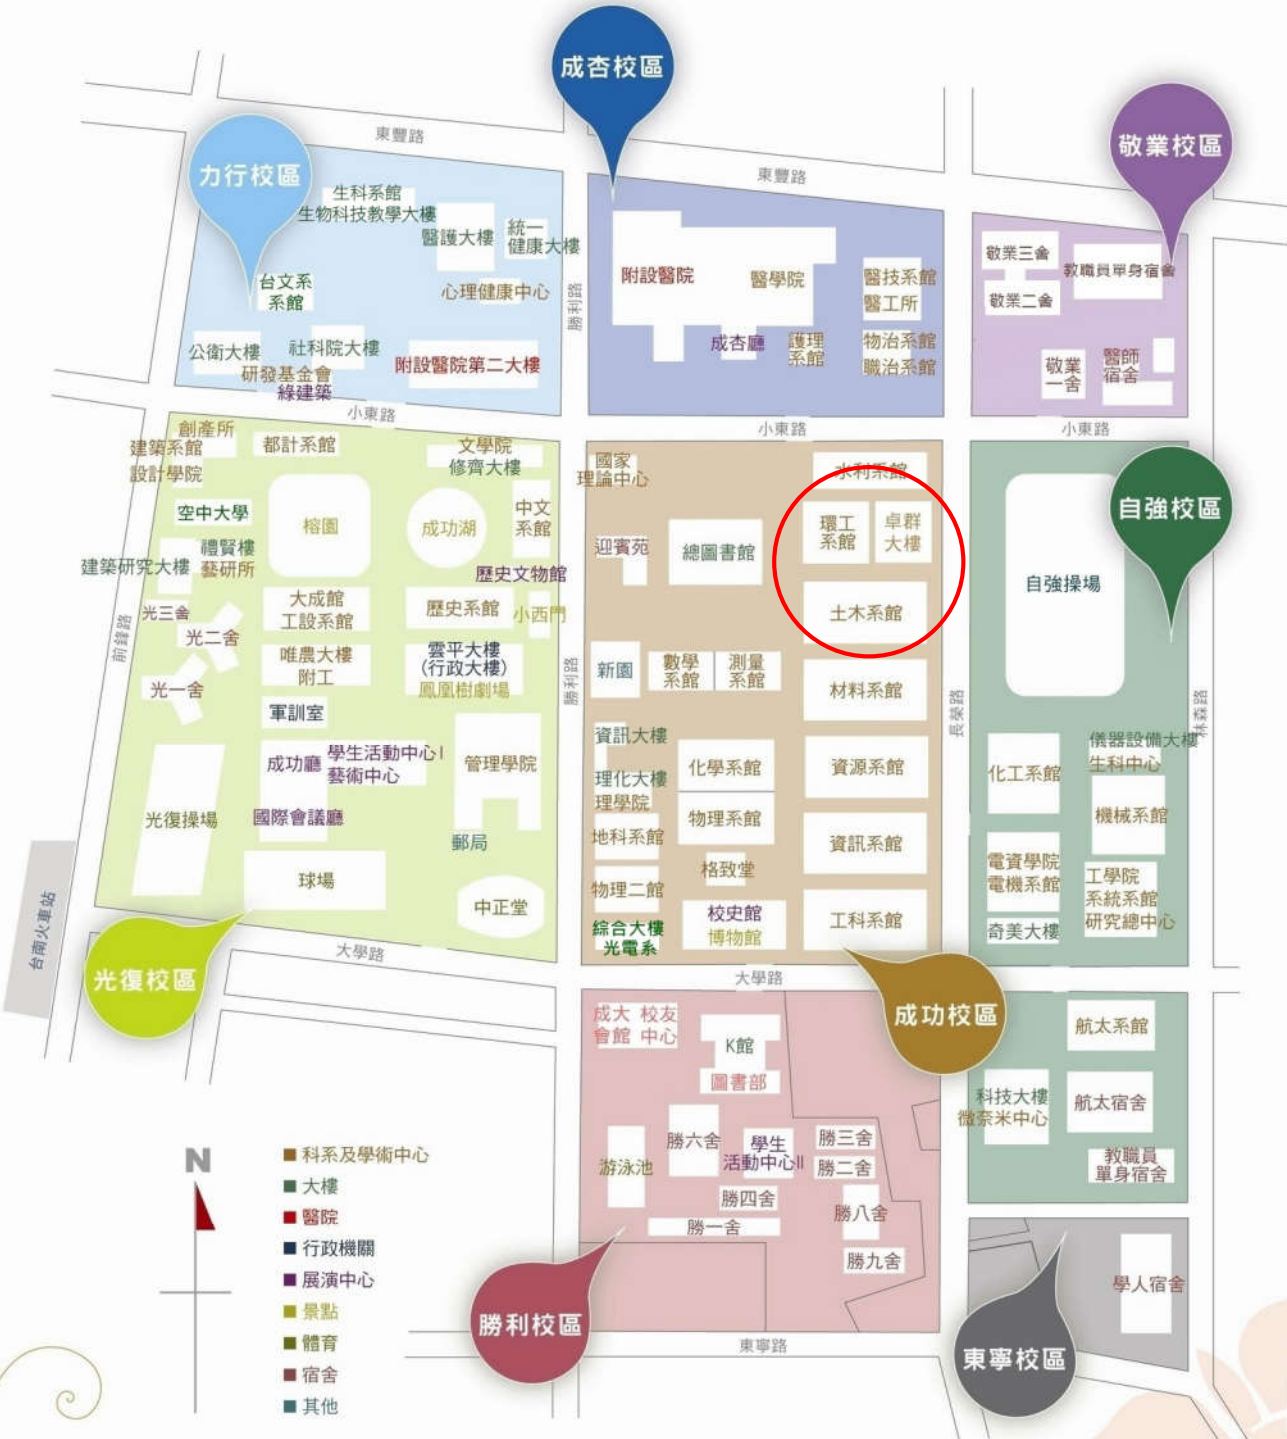 成杏校區
敬業校區
力行校區
東豐路
東豐路
生科系館
生物科技教學大樓
醫護大樓
統一
健康大樓
台文系
系館
心理健康中心
公衛大樓
社科院大樓
研發基金會
綠建築
附設醫院第二大樓
勝利路
附設醫院
醫學院
醫技系館
醫工所
成杏廳
護理
系館
物治系館
職治系館
敬業三舍
教職員單身宿舍
敬業二舍
敬業
一舍
醫師
宿舍
小東路
小東路
小東路
創產所
建築系館
設計學院
都計系館
文學院
修齊大樓
空中大學
榕園
成功湖
中文
系館
禮賢樓
建築研究大樓
藝研所
歷史文物館
光三舍
大成館
工設系館
歷史系館
小西門
光二舍
前鋒路
唯農大樓
附工
雲平大樓
(行政大樓)
鳳凰樹劇場
光一舍
軍訓室
成功廳
學生活動中心I
藝術中心
管理學院
光復操場
國際會議廳
郵局
球場
中正堂
台南火車站
光復校區
大學路
勝利路
國家
理論中心
水利系館
環工
系館
卓群
大樓
迎賓苑
總圖書館
土木系館
新園
數學
系館
測量
系館
材料系館
資訊大樓
化學系館
資源系館
理化大樓
理學院
物理系館
地科系館
資訊系館
格致堂
物理二館
校史館
博物館
工科系館
綜合大樓
光電系
大學路
成功校區
長榮路
自強校區
自強操場
林森路
儀器設備大樓
生科中心
化工系館
機械系館
電資學院
電機系館
工學院
系統系館
研究總中心
奇美大樓
航太系館
科技大樓
微奈米中心
航太宿舍
教職員
單身宿舍
成大 校友
會館 中心
K館
圖書部
勝六舍
學生
活動中心II
勝三舍
勝二舍
游泳池
勝四舍
勝一舍
勝八舍
勝九舍
勝利校區
東寧路
東寧校區
學人宿舍
N
科系及學術中心
大樓
醫院
行政機關
展演中心
景點
體育
宿舍
其他